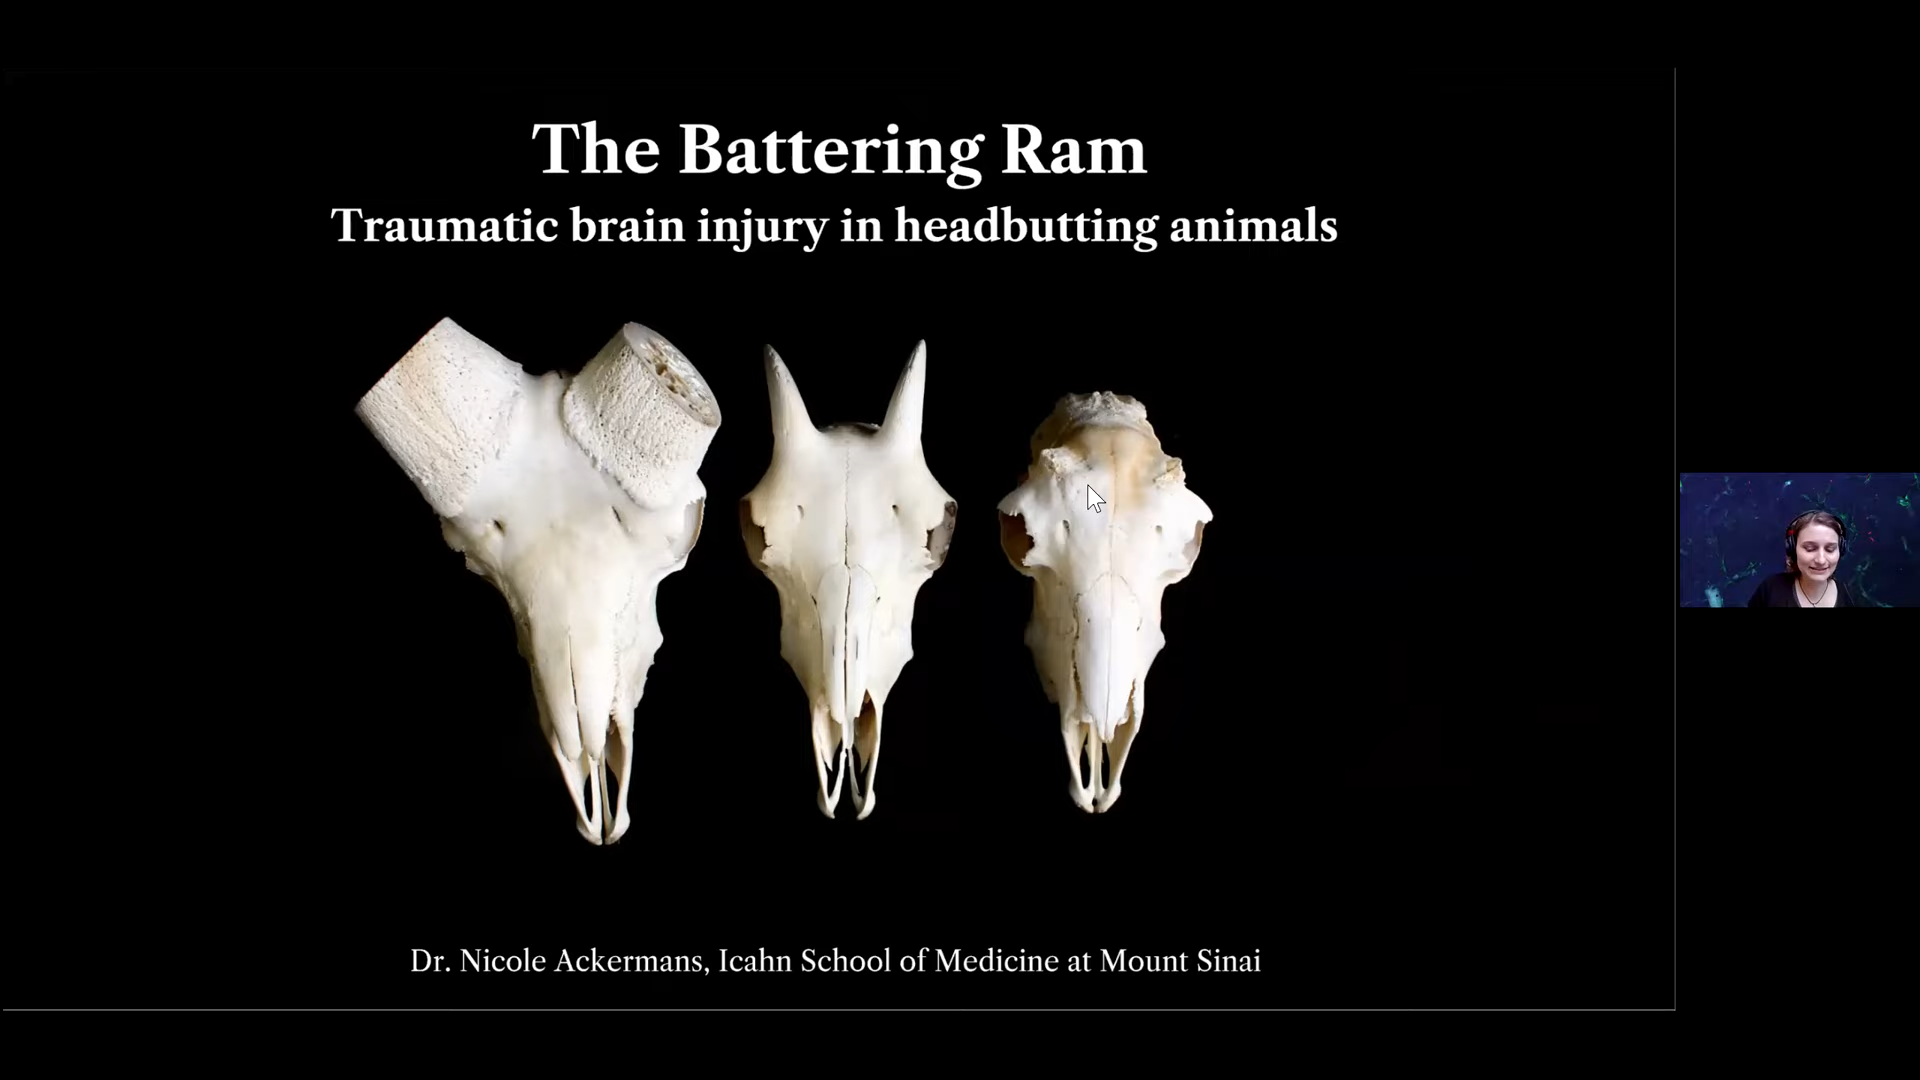 The Battering Ram
Traumatic brain injury in headbutting animals
Dr. Nicole Ackermans, Icahn School of Medicine at Mount Sinai